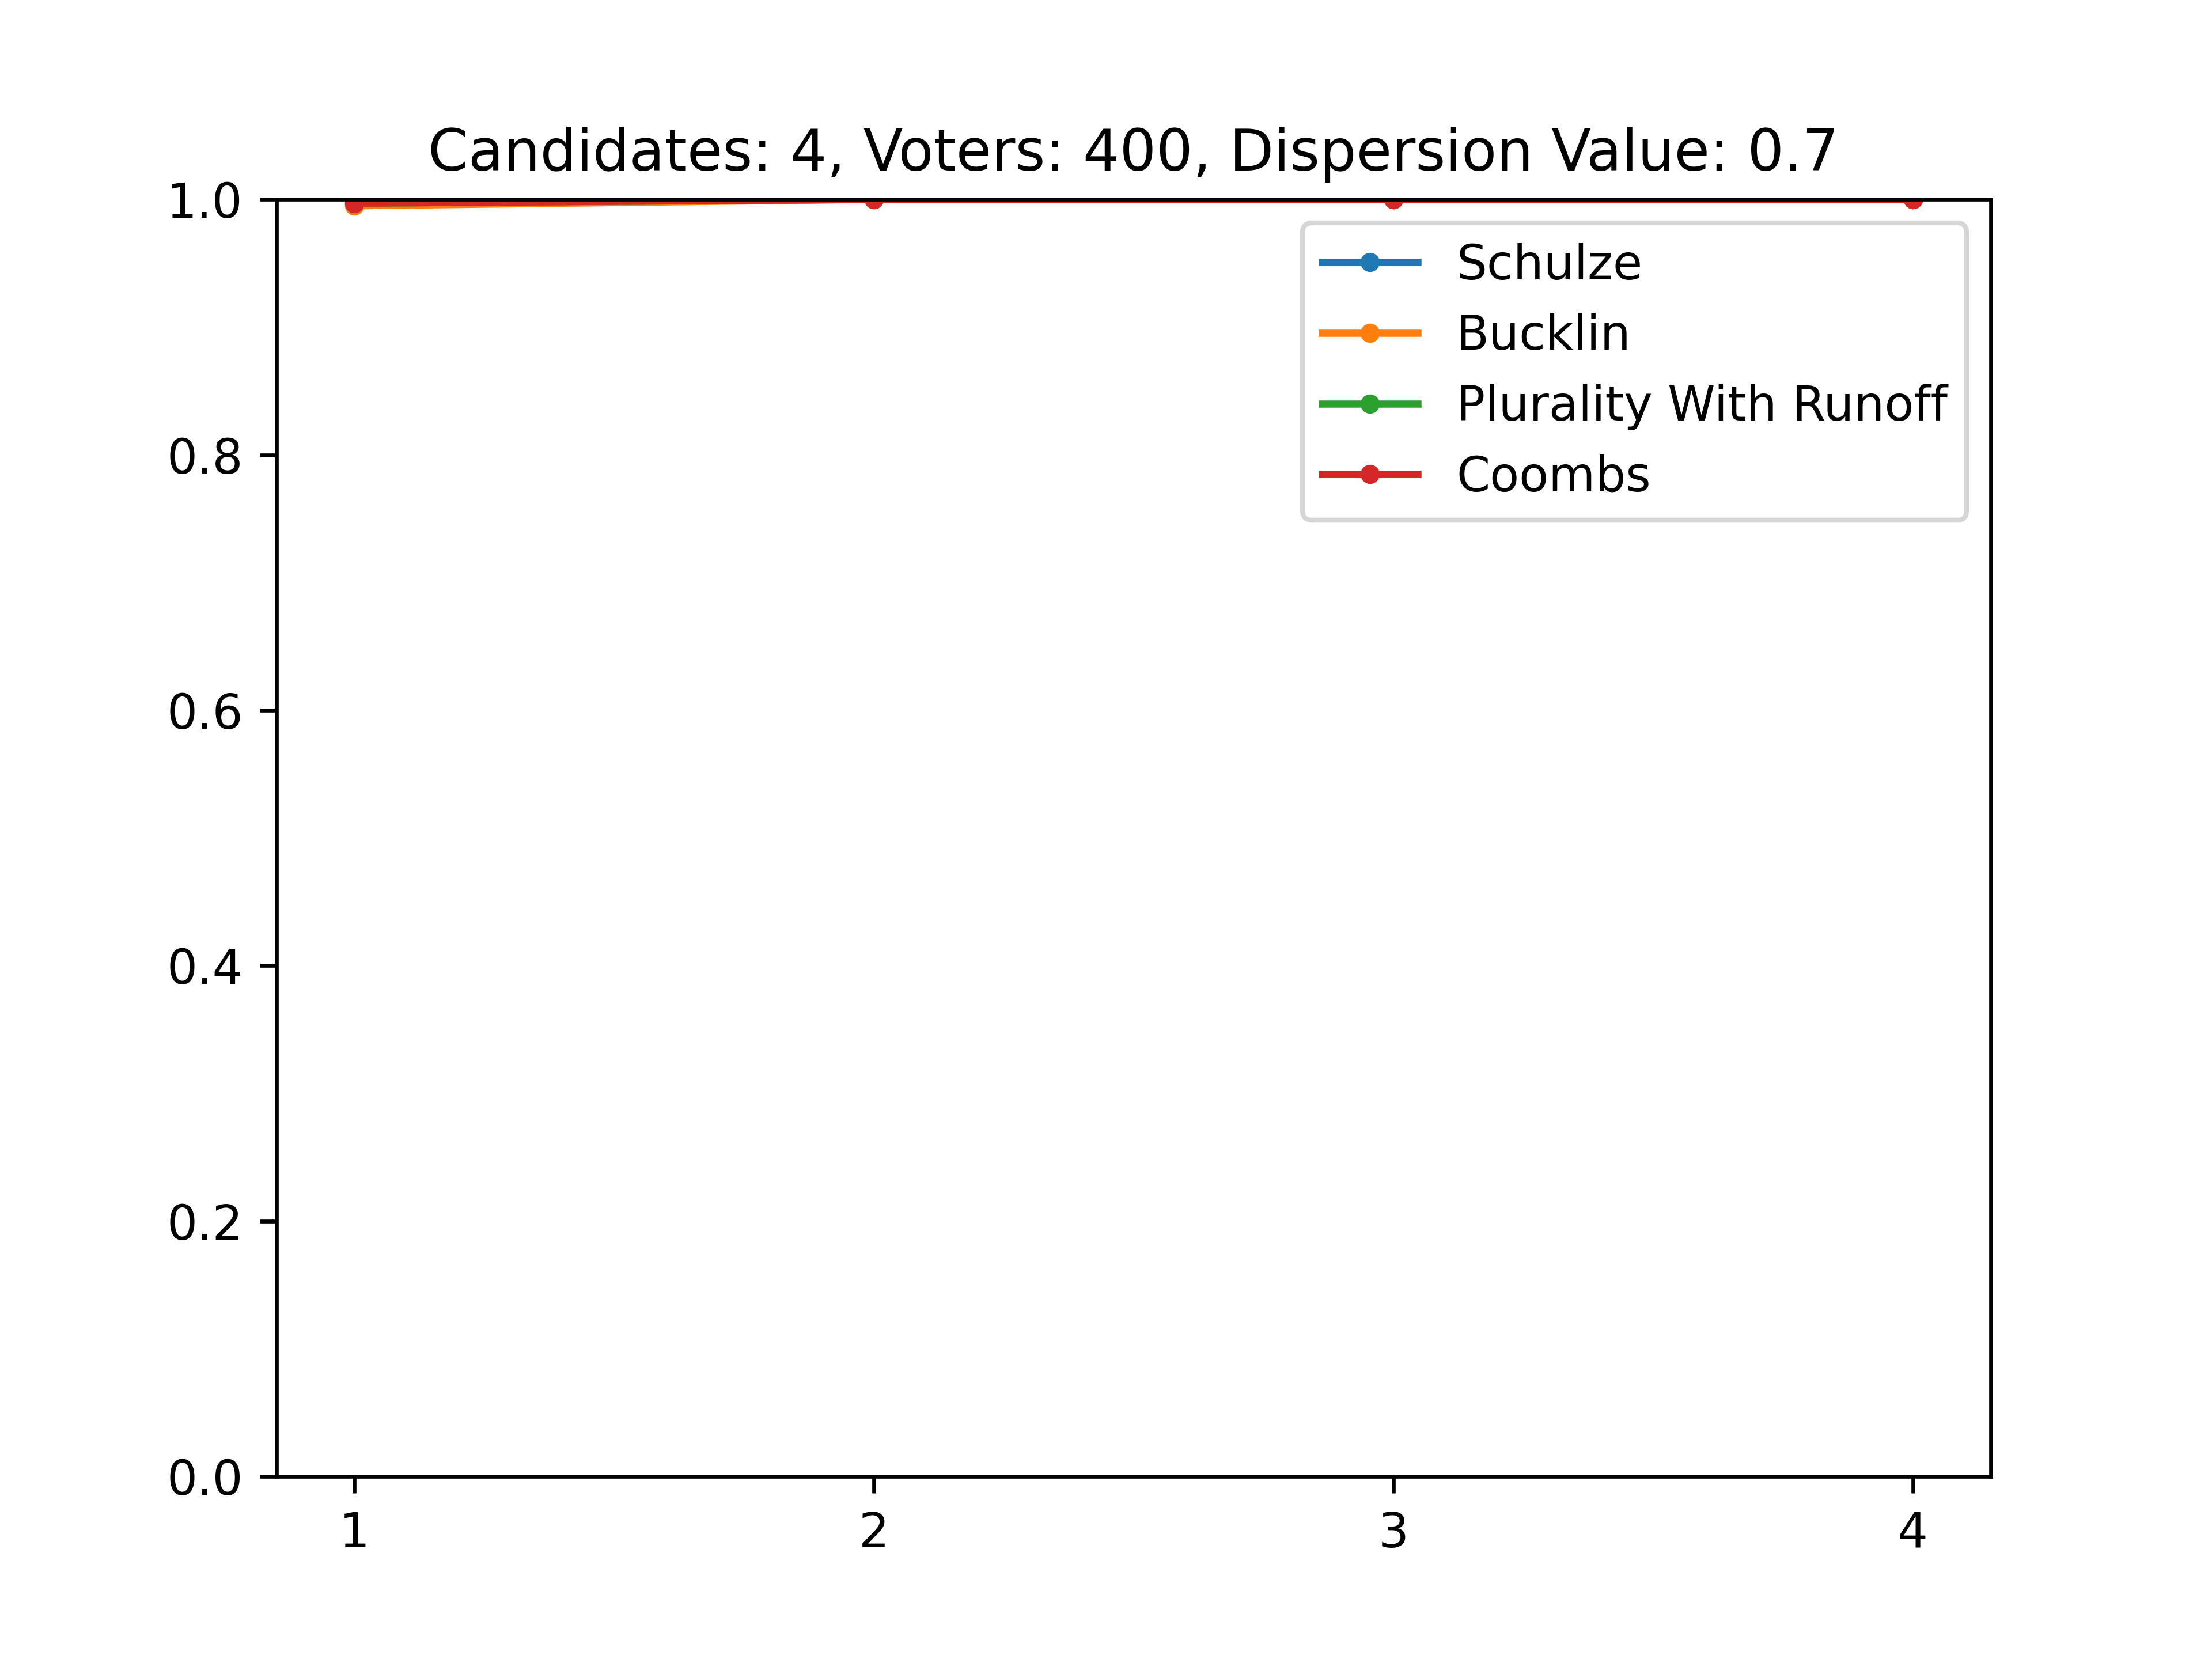 Candidates: 4, Voters: 400, Dispersion Value: 0.7
1.0
0.8
0.6
0.4
0.2
0.0
Schulze
Bucklin
Plurality With Runoff
Coombs
1 2 3 4